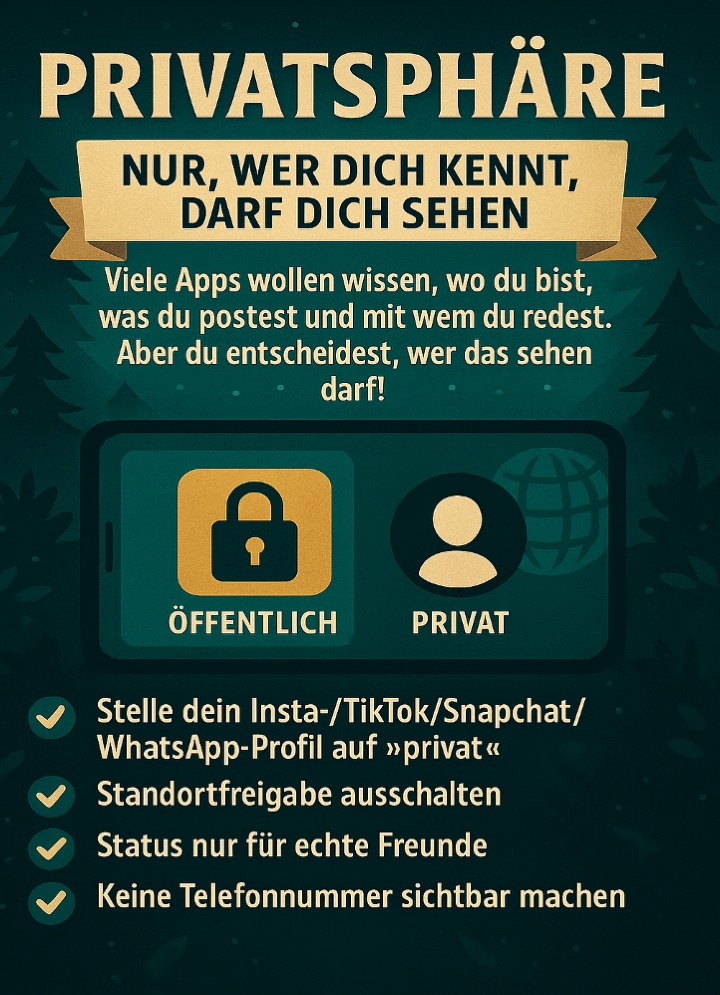 PRIVATSPHÄRE
NUR, WER DICH KENNT,
DARF DICH SEHEN
Viele Apps wollen wissen, wo du bist,
was du postest und mit wem du redest.
Aber du entscheidest, wer das sehen
darf!
ÖFFENTLICH
PRIVAT
Stelle dein Insta-/TikTok/Snapchat/
WhatsApp-Profil auf »privat«
Standortfreigabe ausschalten
Status nur für echte Freunde
Keine Telefonnummer sichtbar machen